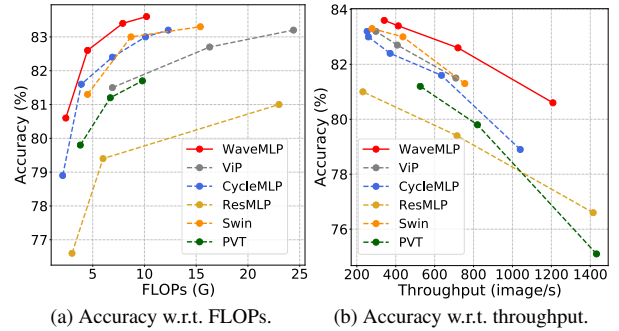 83
82
81
80
79
78
77
Accuracy (%)
5
10
15
20
25
FLOPs (G)
WaveMLP
ViP
CycleMLP
ResMLP
Swin
PVT
(a) Accuracy w.r.t. FLOPs.
84
82
80
78
76
Accuracy (%)
200 400 600 800 1000 1200 1400
Throughput (image/s)
WaveMLP
ViP
CycleMLP
ResMLP
Swin
PVT
(b) Accuracy w.r.t. throughput.